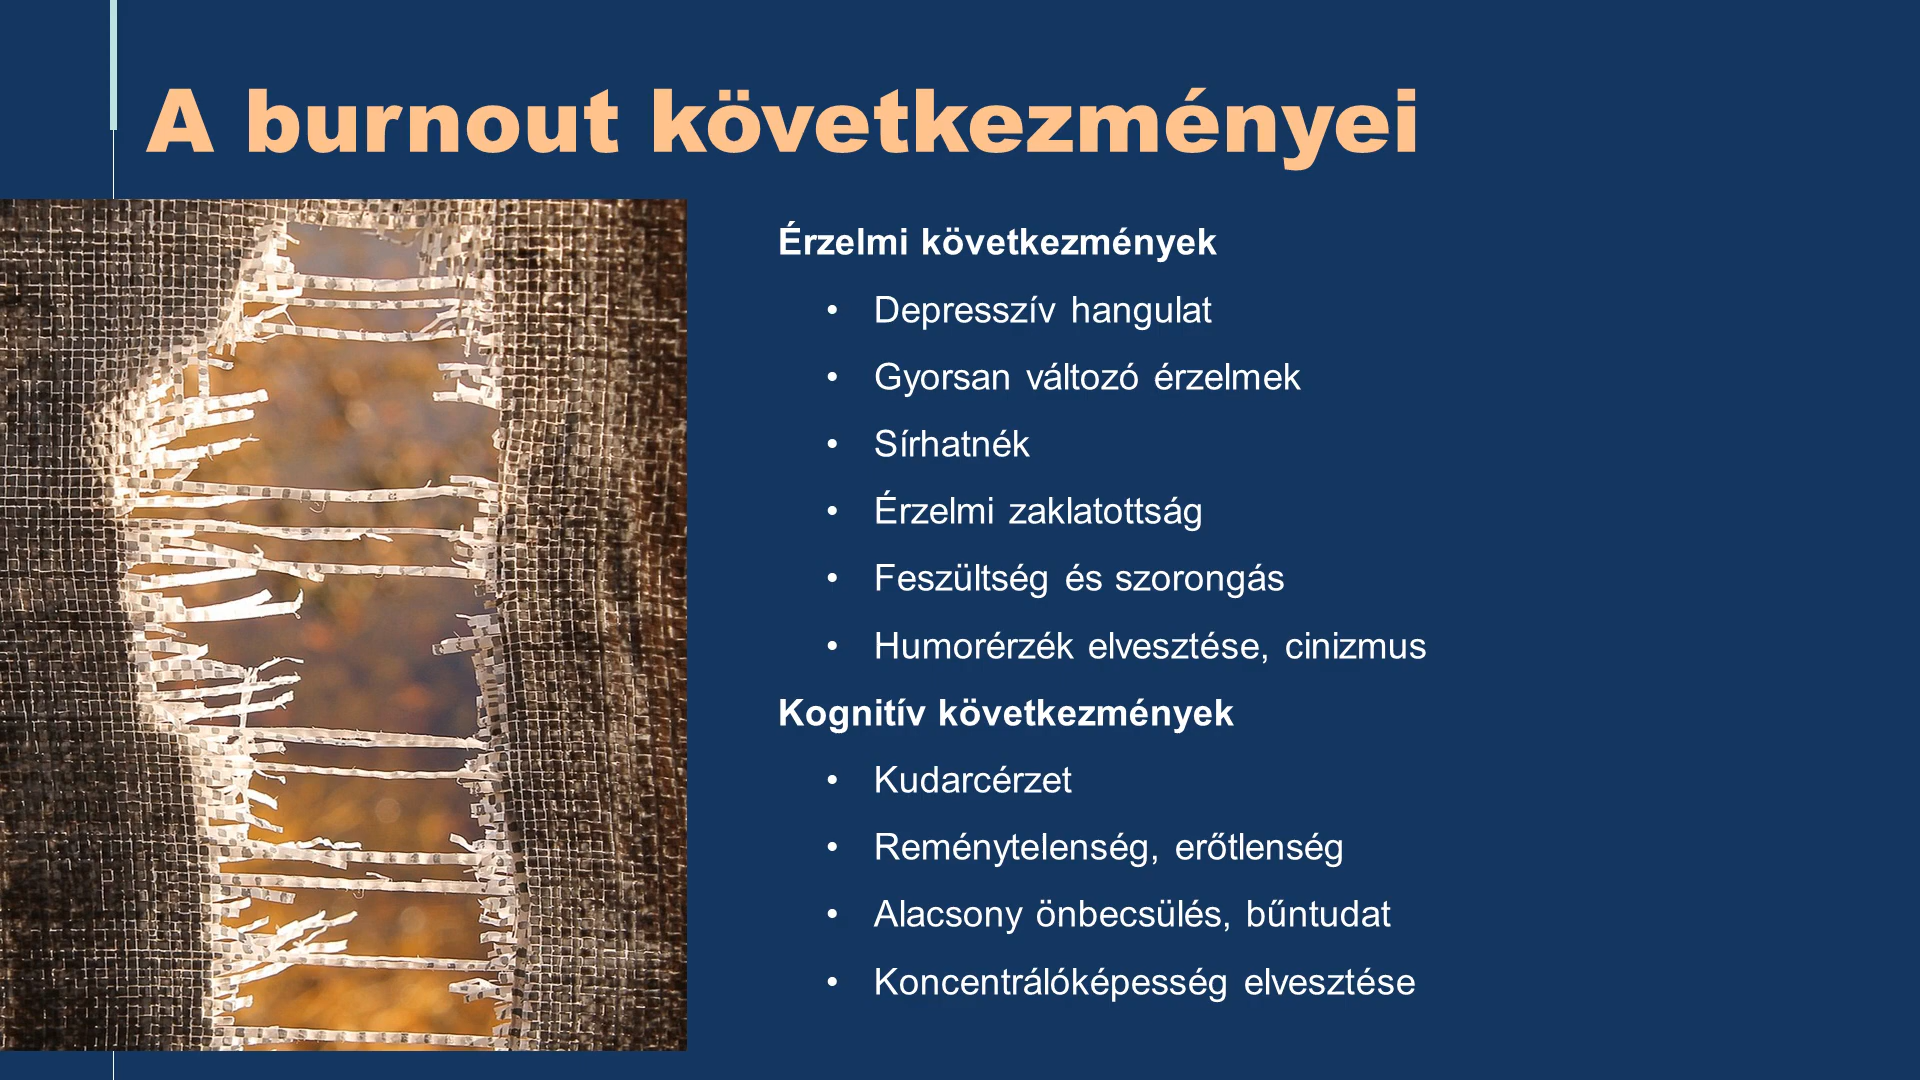 A burnout következményei
Érzelmi következmények
• Depresszív hangulat
• Gyorsan változó érzelmek
• Sírhatnék
• Érzelmi zaklatottság
• Feszültség és szorongás
• Humorérzék elvesztése, cinizmus
Kognitív következmények
• Kudarcérzet
• Reménytelenség, erőtlenség
• Alacsony önbecsülés, bűntudat
• Koncentrálóképesség elvesztése